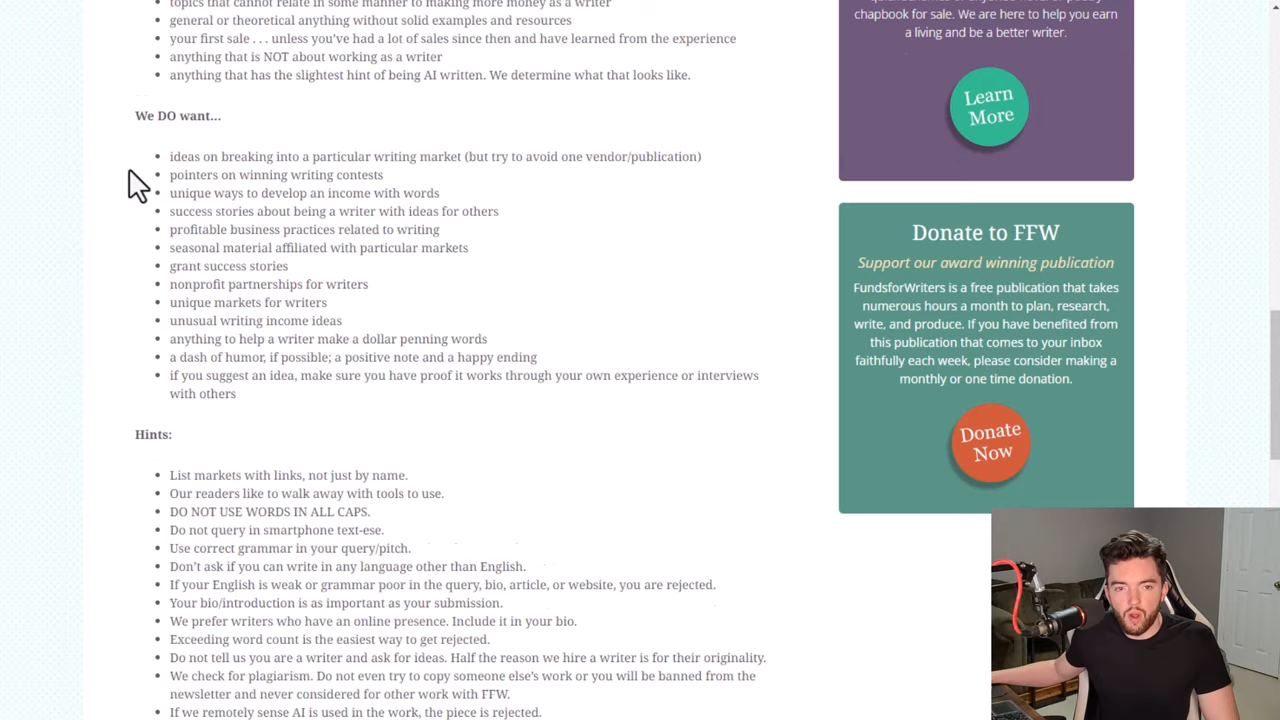 topics that cannot relate in some manner to making more money as a writer
general or theoretical anything without solid examples and resources
your first sale . . . unless you've had a lot of sales since then and have learned from the experience
anything that is NOT about working as a writer
anything that has the slightest hint of being AI written. We determine what that looks like.
We DO want...
ideas on breaking into a particular writing market (but try to avoid one vendor/publication)
pointers on winning writing contests
unique ways to develop an income with words
success stories about being a writer with ideas for others
profitable business practices related to writing
seasonal material affiliated with particular markets
grant success stories
nonprofit partnerships for writers
unique markets for writers
unusual writing income ideas
anything to help a writer make a dollar penning words
a dash of humor, if possible; a positive note and a happy ending
if you suggest an idea, make sure you have proof it works through your own experience or interviews
with others
Hints:
List markets with links, not just by name.
Our readers like to walk away with tools to use.
DO NOT USE WORDS IN ALL CAPS.
Do not query in smartphone text-ese.
Use correct grammar in your query/pitch.
Don't ask if you can write in any language other than English.
If your English is weak or grammar poor in the query, bio, article, or website, you are rejected.
Your bio/introduction is as important as your submission.
We prefer writers who have an online presence. Include it in your bio.
Exceeding word count is the easiest way to get rejected.
Do not tell us you are a writer and ask for ideas. Half the reason we hire a writer is for their originality.
We check for plagiarism. Do not even try to copy someone else's work or you will be banned from the
newsletter and never considered for other work with FFW.
If we remotely sense AI is used in the work, the piece is rejected.
chapbook for sale. We are here to help you earn
a living and be a better writer.
Learn
More
Donate to FFW
Support our award winning publication
FundsforWriters is a free publication that takes
numerous hours a month to plan, research,
write, and produce. If you have benefited from
this publication that comes to your inbox
faithfully each week, please consider making a
monthly or one time donation.
Donate
Now